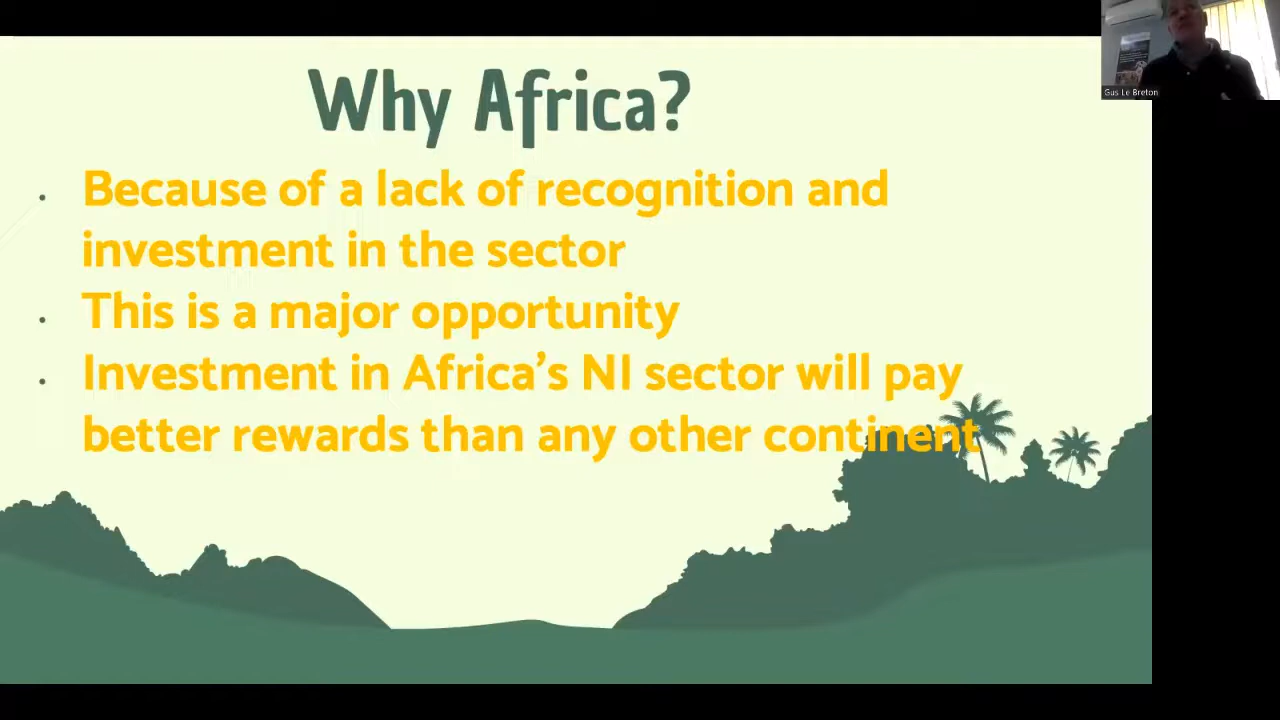 Gus Le Breton
Why Africa?
Because of a lack of recognition and
investment in the sector
This is a major opportunity
Investment in Africa’s NI sector will pay
better rewards than any other continent